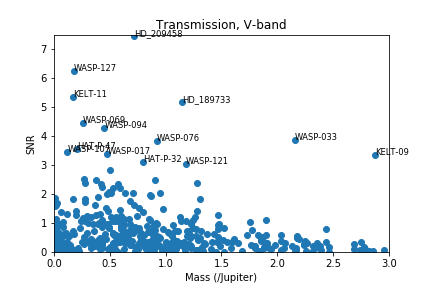 Transmission, V-band
HD_209458
7
WASP-127
6
KELT-11
HD_189733
5
WASP-069
WASP-094
4
WASP-076
WASP-033
HAT-P-47
WASP-107
WASP-017
KELT-09
HAT-P-32
WASP-121
3
SNR
2
1
0
0.0 0.5 1.0 1.5 2.0 2.5 3.0
Mass (/Jupiter)